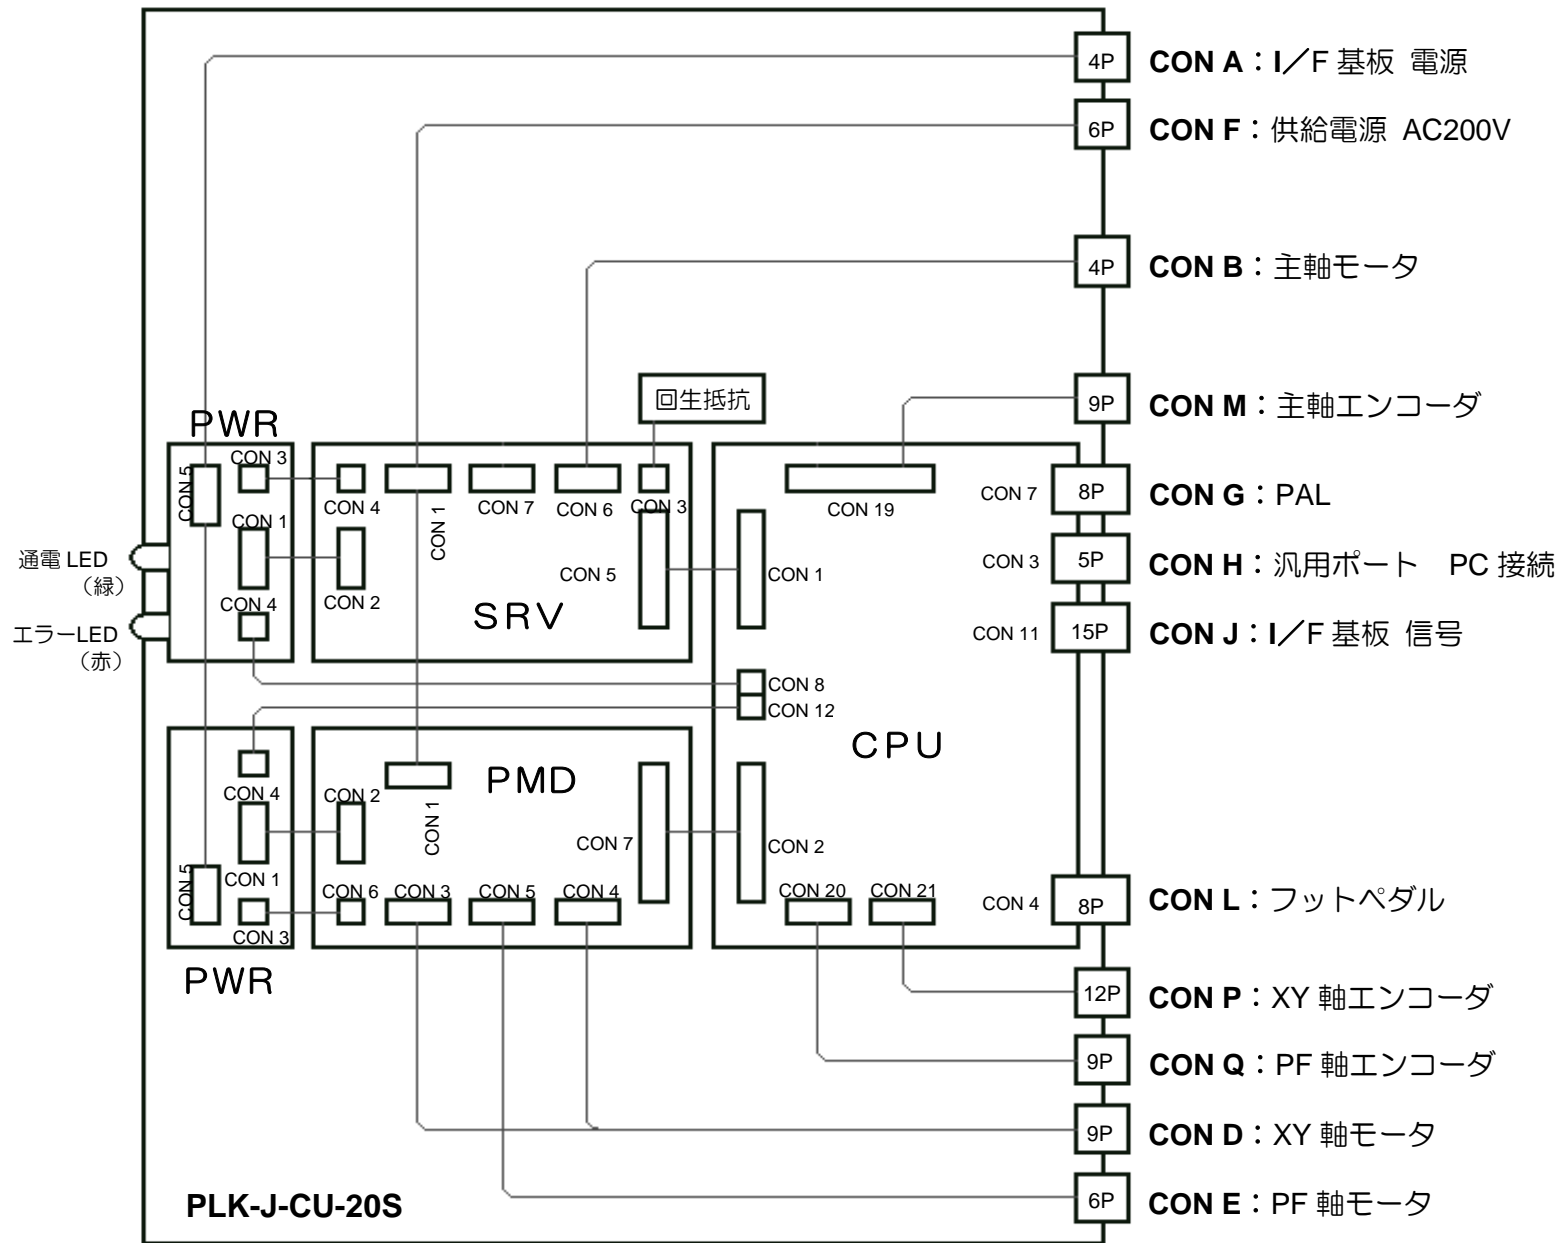 4P CON A：I／F 基板 電源
6P CON F：供給電源 AC200V
4P CON B：主軸モータ
回生抵抗
9P CON M：主軸エンコーダ
PWR
CON 3
CON 5
CON 1
CON 4
通電 LED
（緑）
エラーLED
（赤）
CON 4
CON 1
CON 7
CON 6
CON 3
CON 2
CON 5
SRV
CON 19
CON 1
CON 8
CON 12
CPU
CON 2
CON 20
CON 21
CON 7 8P CON G：PAL
CON 3 5P CON H：汎用ポート PC 接続
CON 11 15P CON J：I／F 基板 信号
CON 4
CON 1
CON 5
CON 3
PWR
CON 2
CON 1
PMD
CON 7
CON 6
CON 3
CON 5
CON 4
CON 4 8P CON L：フットペダル
12P CON P：XY 軸エンコーダ
9P CON Q：PF 軸エンコーダ
9P CON D：XY 軸モータ
6P CON E：PF 軸モータ
PLK-J-CU-20S